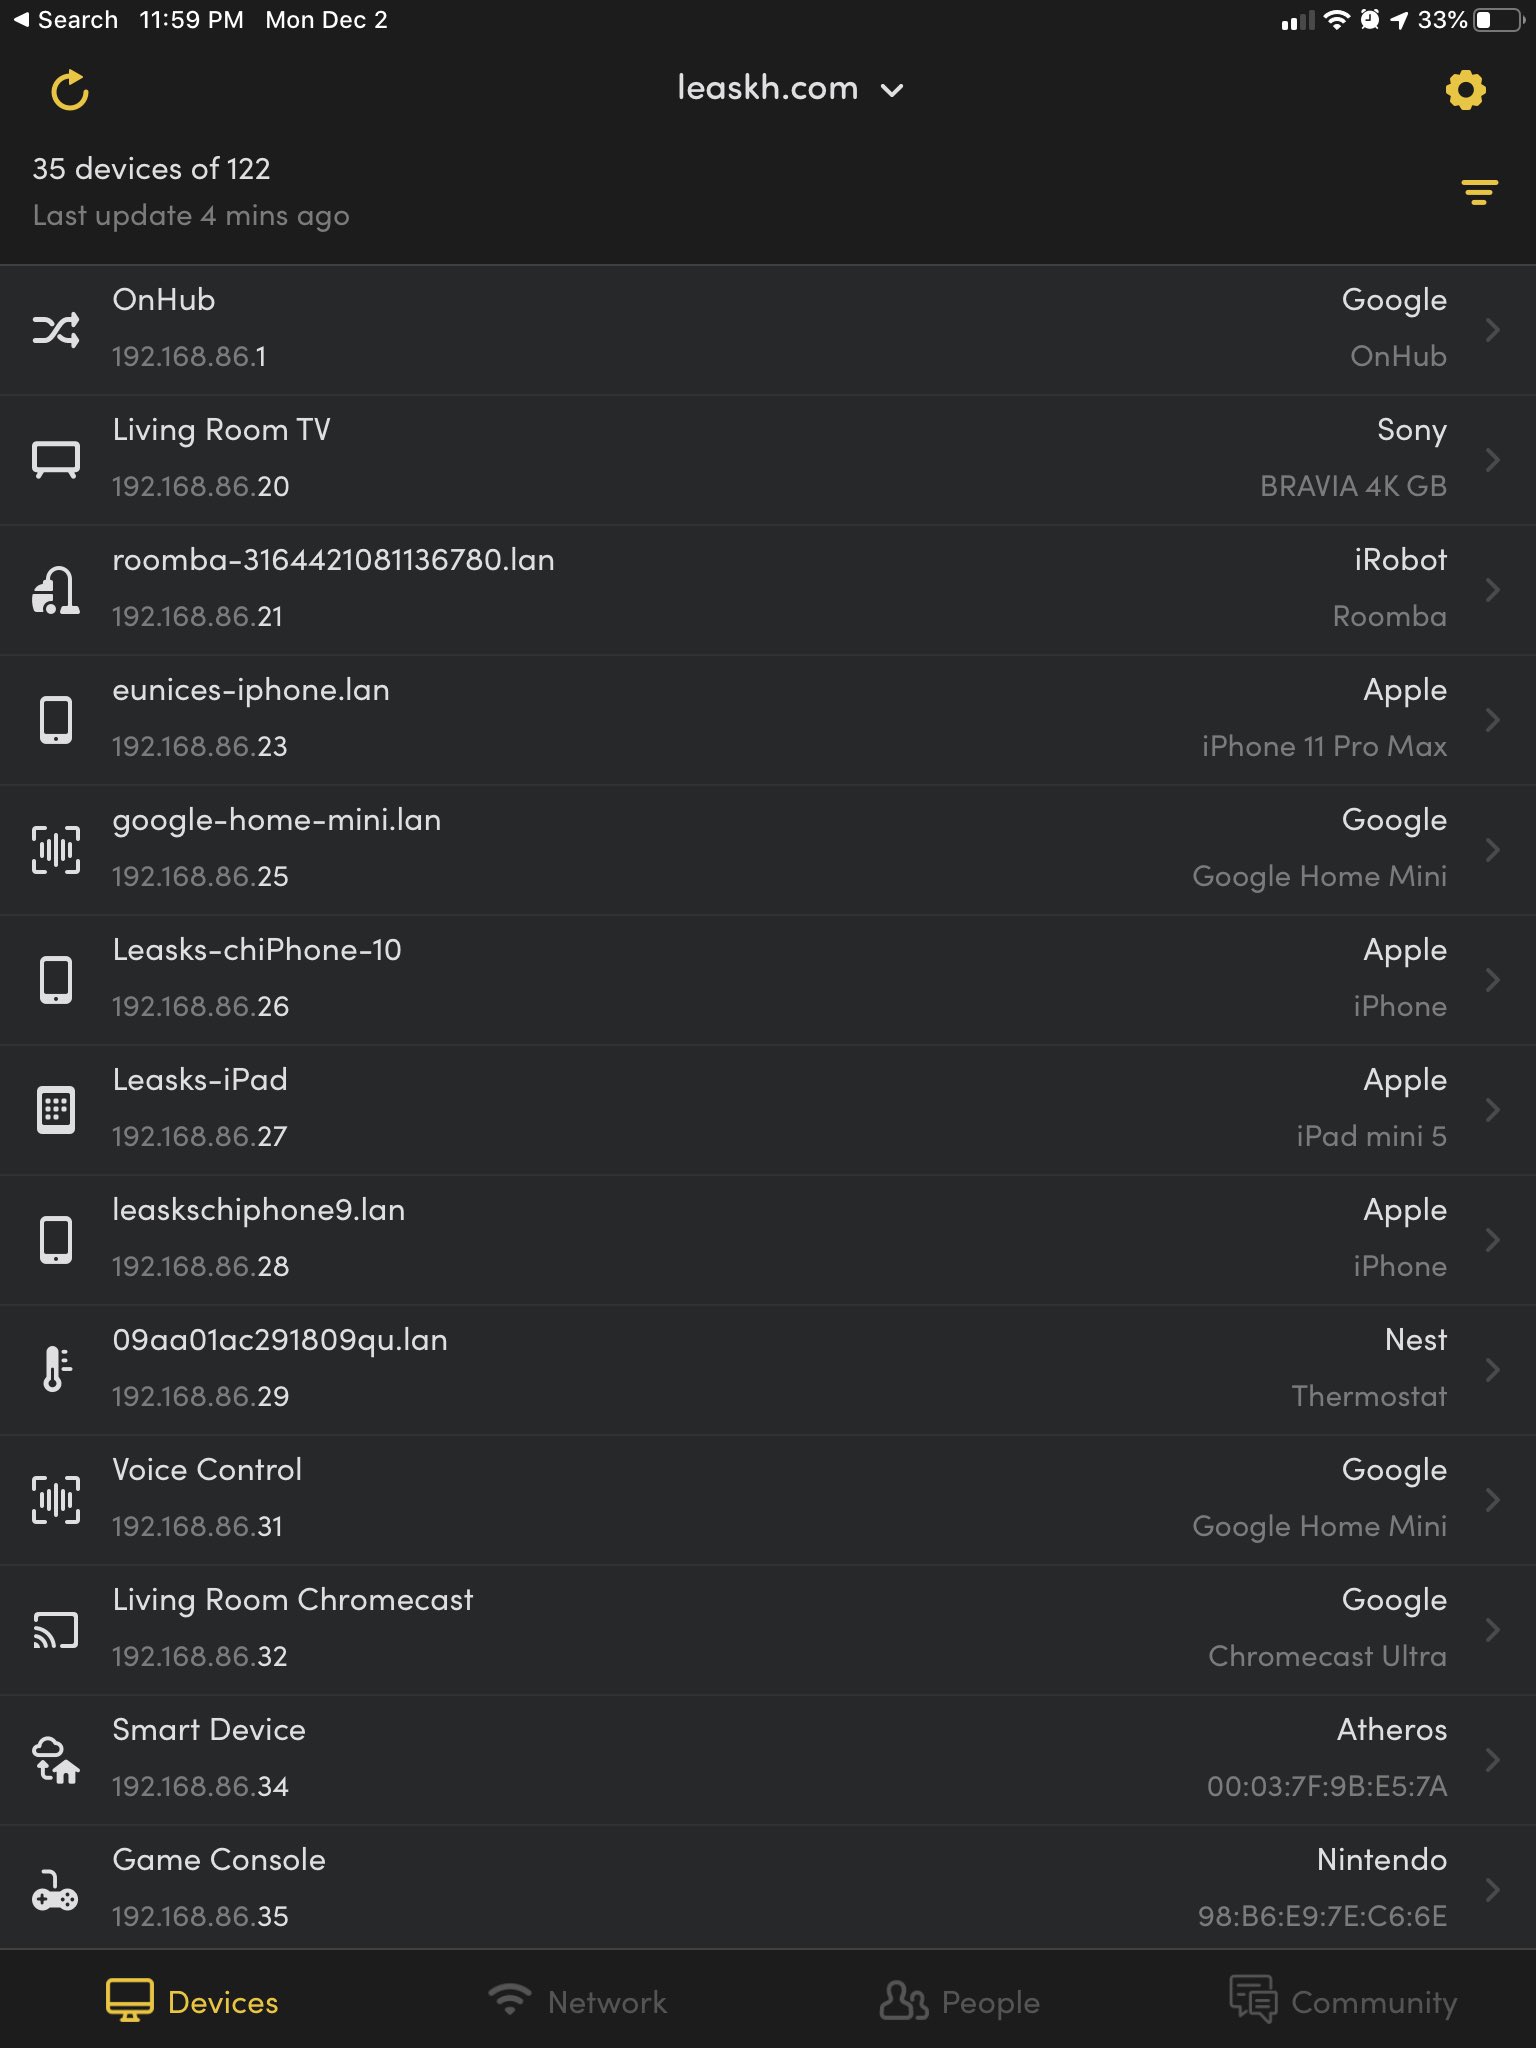 Search 11:59 PM Mon Dec 2 33%
leaskh.com
35 devices of 122
Last update 4 mins ago
OnHub Google
192.168.86.1 OnHub
Living Room TV Sony
192.168.86.20 BRAVIA 4K GB
roomba-3164421081136780.lan iRobot
192.168.86.21 Roomba
eunices-iphone.lan Apple
192.168.86.23 iPhone 11 Pro Max
google-home-mini.lan Google
192.168.86.25 Google Home Mini
Leasks-chiPhone-10 Apple
192.168.86.26 iPhone
Leasks-iPad Apple
192.168.86.27 iPad mini 5
leaskschiphone9.lan Apple
192.168.86.28 iPhone
09aa01ac291809qu.lan Nest
192.168.86.29 Thermostat
Voice Control Google
192.168.86.31 Google Home Mini
Living Room Chromecast Google
192.168.86.32 Chromecast Ultra
Smart Device Atheros
192.168.86.34 00:03:7F:9B:E5:7A
Game Console Nintendo
192.168.86.35 98:B6:E9:7E:C6:6E
Devices Network People Community